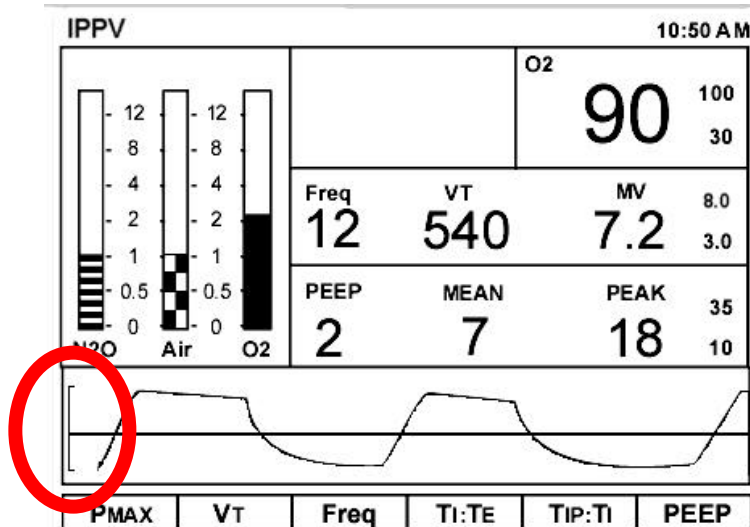 IPPV 10:50 AM
O2 90 100
30
12 12
8 8
4 4
2 2
1 1
0.5 0.5
0 0
N2O Air O2
Freq VT MV 8.0
12 540 7.2 3.0
PEEP MEAN PEAK 35
2 7 18 10
PMAX VT Freq TI:TE TIP:TI PEEP